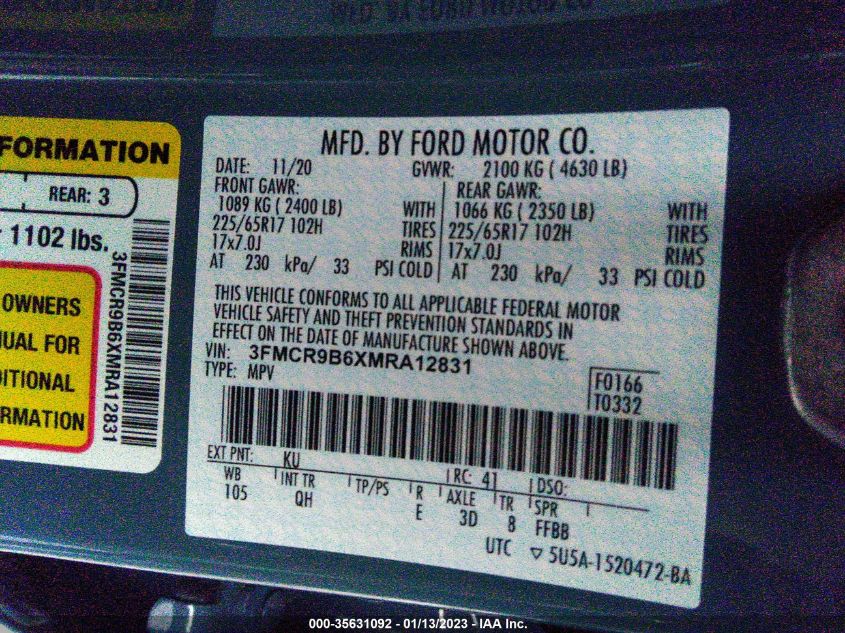 MFD. BY FORD MOTOR CO.
FORMATION
REAR: 3
1102 lbs.
OWNERS
UAL FOR
DITIONAL
RMATION
3FMCR9B6XMRA12831
MFD. BY FORD MOTOR CO.
DATE: 11/20 GVWR: 2100 KG ( 4630 LB)
FRONT GAWR: REAR GAWR:
1089 KG ( 2400 LB) WITH 1066 KG ( 2350 LB) WITH
225/65R17 102H TIRES 225/65R17 102H TIRES
17x7.0J RIMS 17x7.0J RIMS
AT 230 kPa/ 33 PSI COLD AT 230 kPa/ 33 PSI COLD
THIS VEHICLE CONFORMS TO ALL APPLICABLE FEDERAL MOTOR
VEHICLE SAFETY AND THEFT PREVENTION STANDARDS IN
EFFECT ON THE DATE OF MANUFACTURE SHOWN ABOVE.
VIN: 3FMCR9B6XMRA12831
TYPE: MPV
F0166
T0332
EXT PNT: KU RC: 41 DSO:
WB INT TR TP/PS R AXLE TR SPR
105 QH E 3D 8 FFBB
UTC ▽ 5U5A-1520472-BA
000-35631092 - 01/13/2023 - IAA Inc.